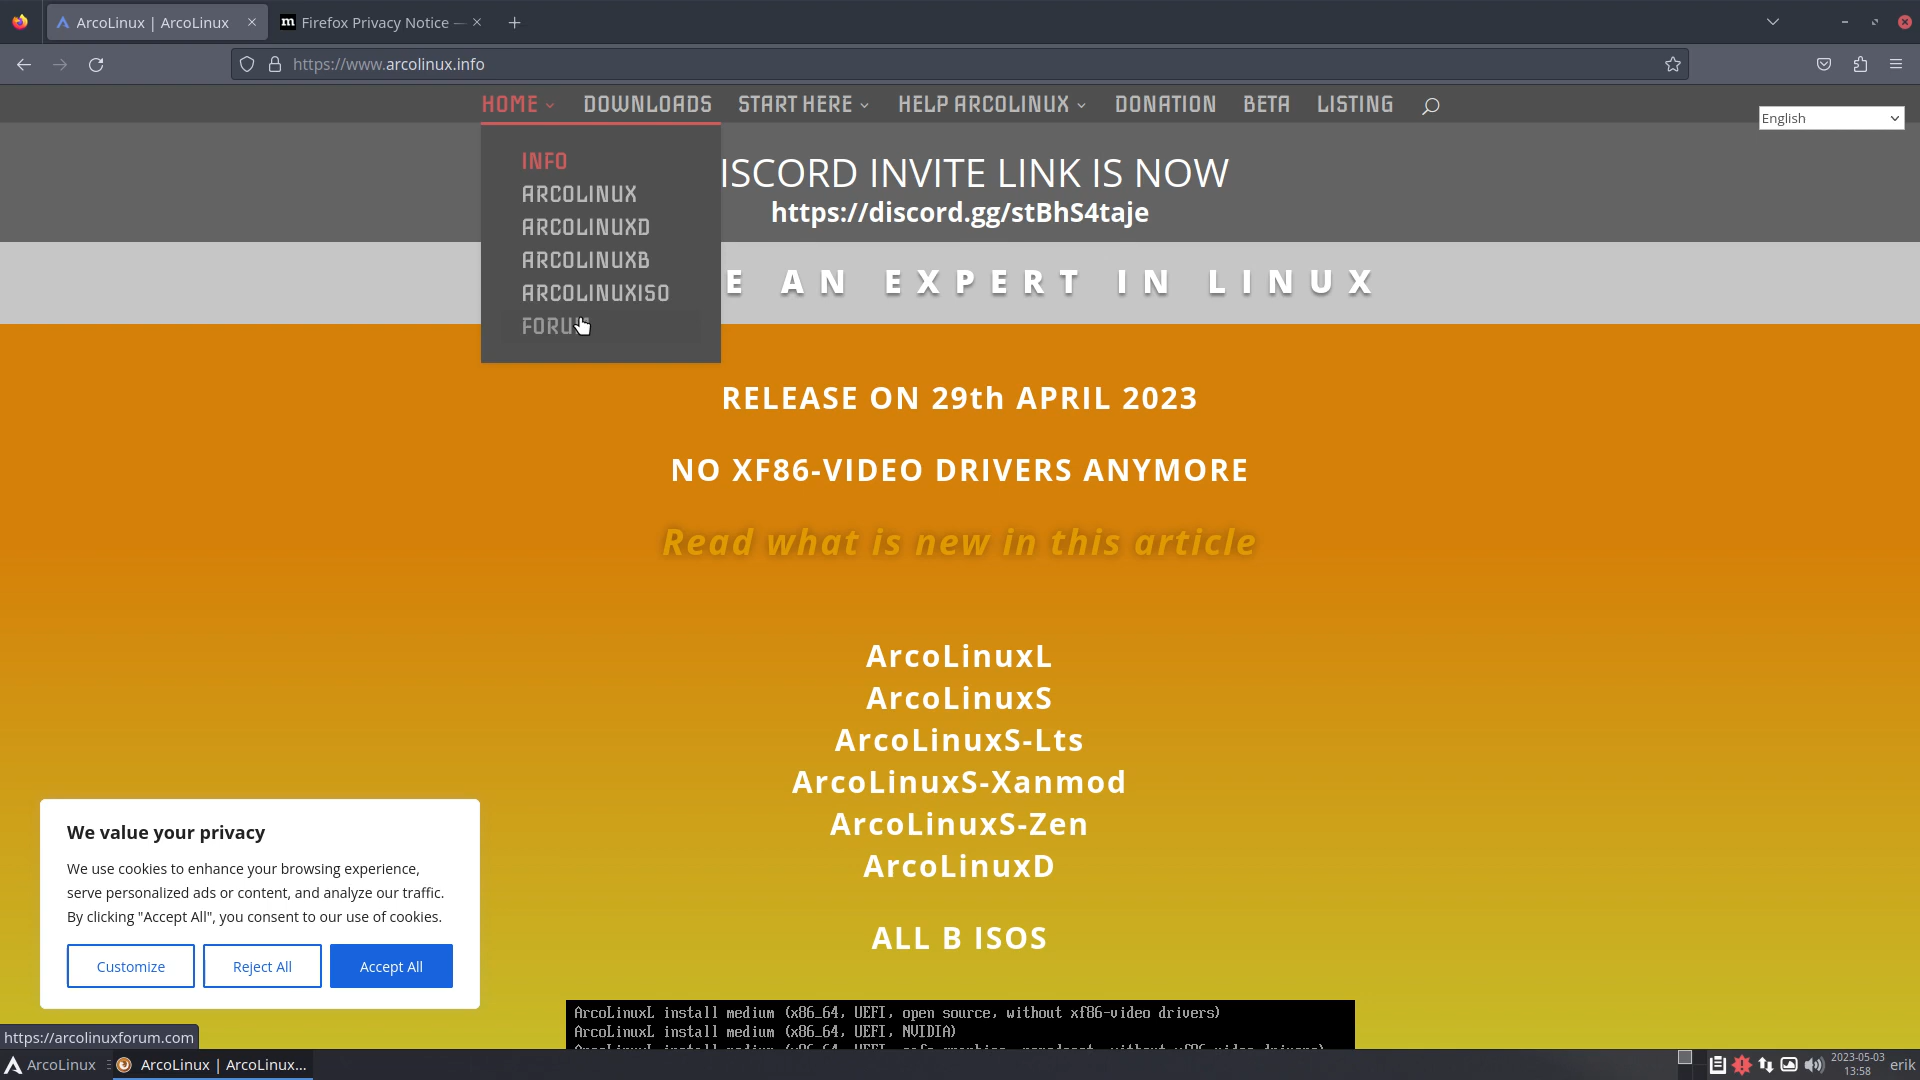 ArcoLinux | ArcoLinux
Firefox Privacy Notice —
https://www.arcolinux.info
HOME
DOWNLOADS
START HERE
HELP ARCOLINUX
DONATION
BETA
LISTING
English
INFO
ARCOLINUX
ARCOLINUXD
ARCOLINUXB
ARCOLINUXISO
FORUM
ISCORD INVITE LINK IS NOW
https://discord.gg/stBhS4taje
E AN EXPERT IN LINUX
RELEASE ON 29th APRIL 2023
NO XF86-VIDEO DRIVERS ANYMORE
Read what is new in this article
ArcoLinuxL
ArcoLinuxS
ArcoLinuxS-Lts
ArcoLinuxS-Xanmod
ArcoLinuxS-Zen
ArcoLinuxD
ALL B ISOS
We value your privacy
We use cookies to enhance your browsing experience,
serve personalized ads or content, and analyze our traffic.
By clicking "Accept All", you consent to our use of cookies.
Customize
Reject All
Accept All
ArcoLinuxL install medium (x86_64, UEFI, open source, without xf86-video drivers)
ArcoLinuxL install medium (x86_64, UEFI, NVIDIA)
https://arcolinuxforum.com
ArcoLinux
ArcoLinux | ArcoLinux...
2023-05-03
13:58
erik